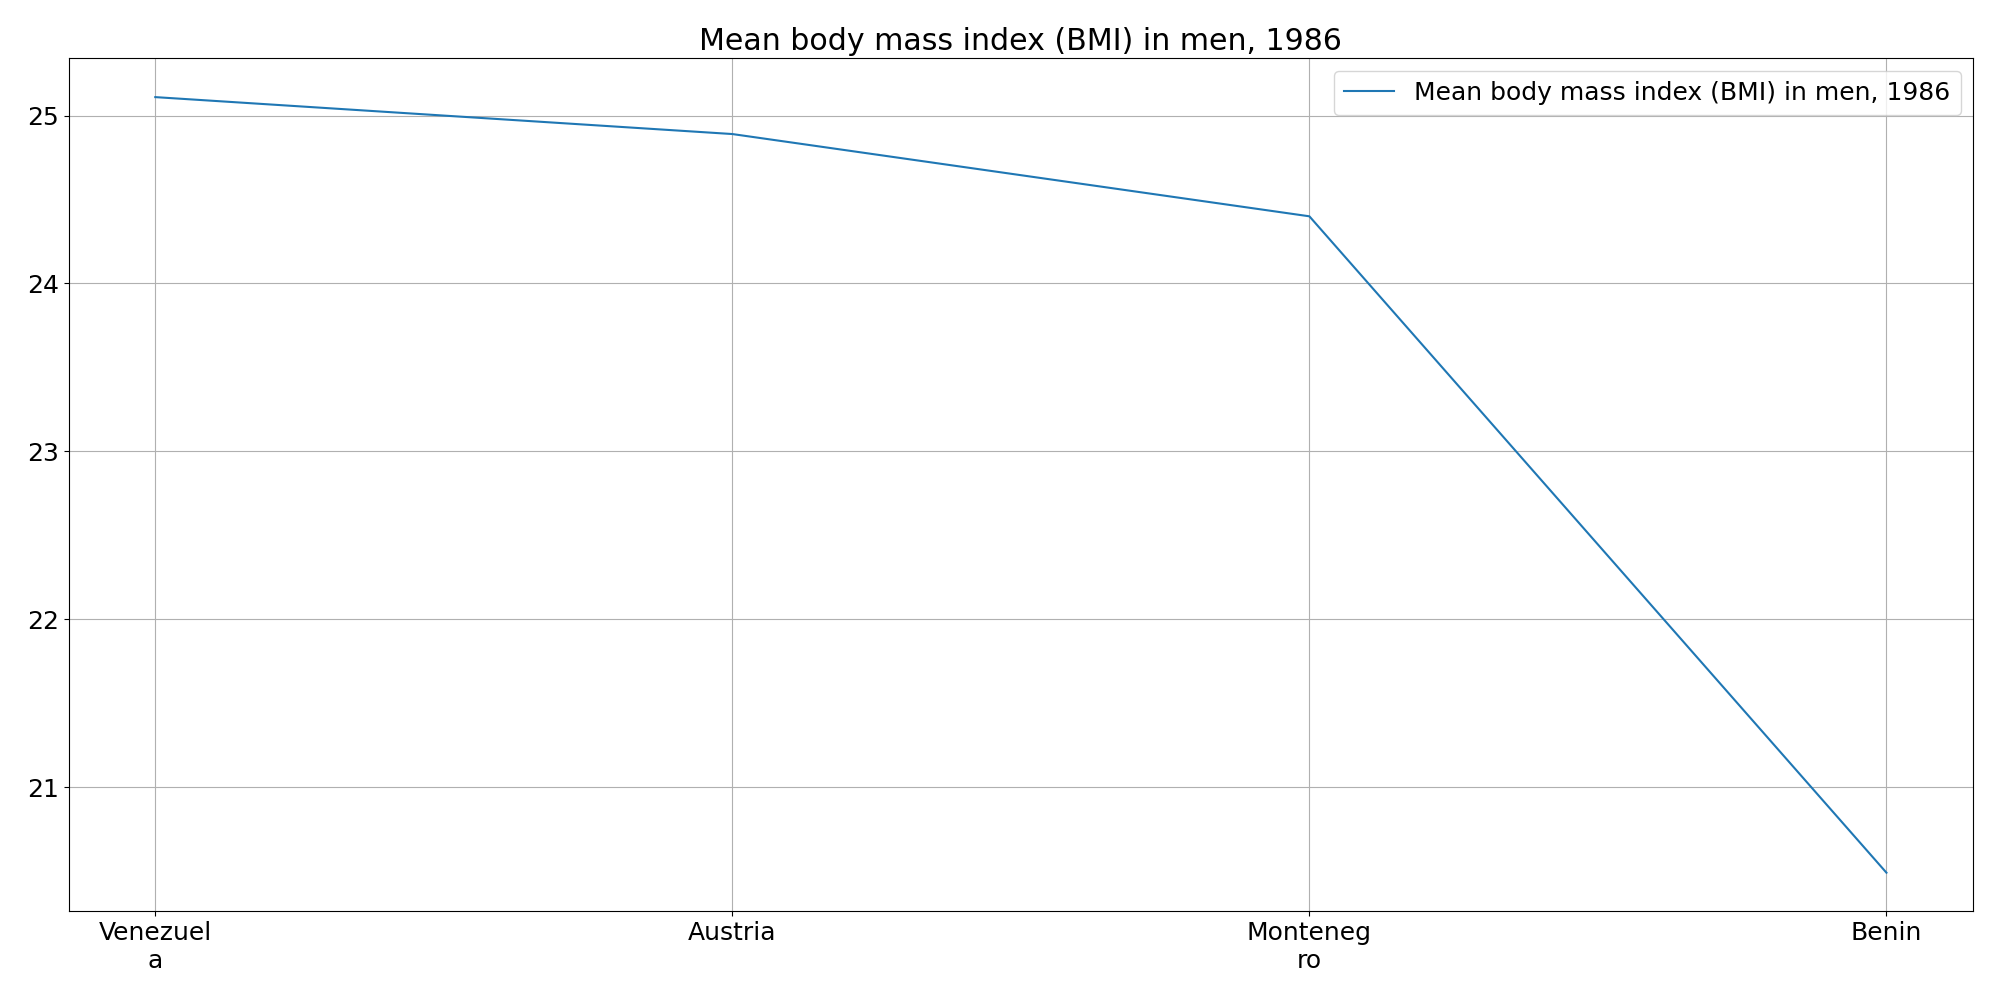 Mean body mass index (BMI) in men, 1986
Mean body mass index (BMI) in men, 1986
25
24
23
22
21
Venezuel
a
Austria
Monteneg
ro
Benin